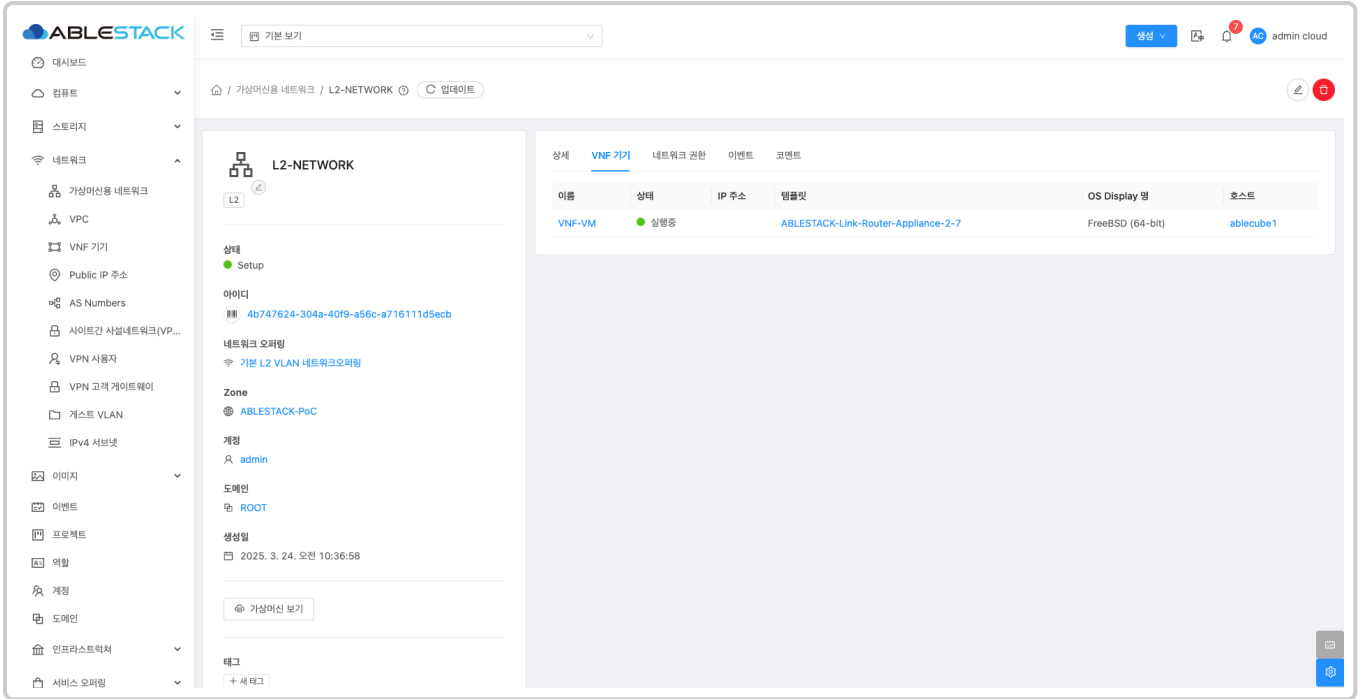 ABLESTACK
기본 보기
생성
7
AC
admin cloud
대시보드
컴퓨트
스토리지
네트워크
가상머신용 네트워크
VPC
VNF 기기
Public IP 주소
AS Numbers
사이트간 사설네트워크(VP...
VPN 사용자
VPN 고객 게이트웨이
게스트 VLAN
IPv4 서브넷
이미지
이벤트
프로젝트
역할
계정
도메인
인프라스트럭쳐
서비스 오퍼링
/ 가상머신용 네트워크 / L2-NETWORK
업데이트
L2-NETWORK
L2
상태
Setup
아이디
4b747624-304a-40f9-a56c-a716111d5ecb
네트워크 오퍼링
기본 L2 VLAN 네트워크오퍼링
Zone
ABLESTACK-PoC
계정
admin
도메인
ROOT
생성일
2025. 3. 24. 오전 10:36:58
가상머신 보기
태그
+ 새 태그
상세 VNF 기기 네트워크 권한 이벤트 코멘트
이름 상태 IP 주소 템플릿 OS Display 명 호스트
VNF-VM 실행중 ABLESTACK-Link-Router-Appliance-2-7 FreeBSD (64-bit) ablecube1